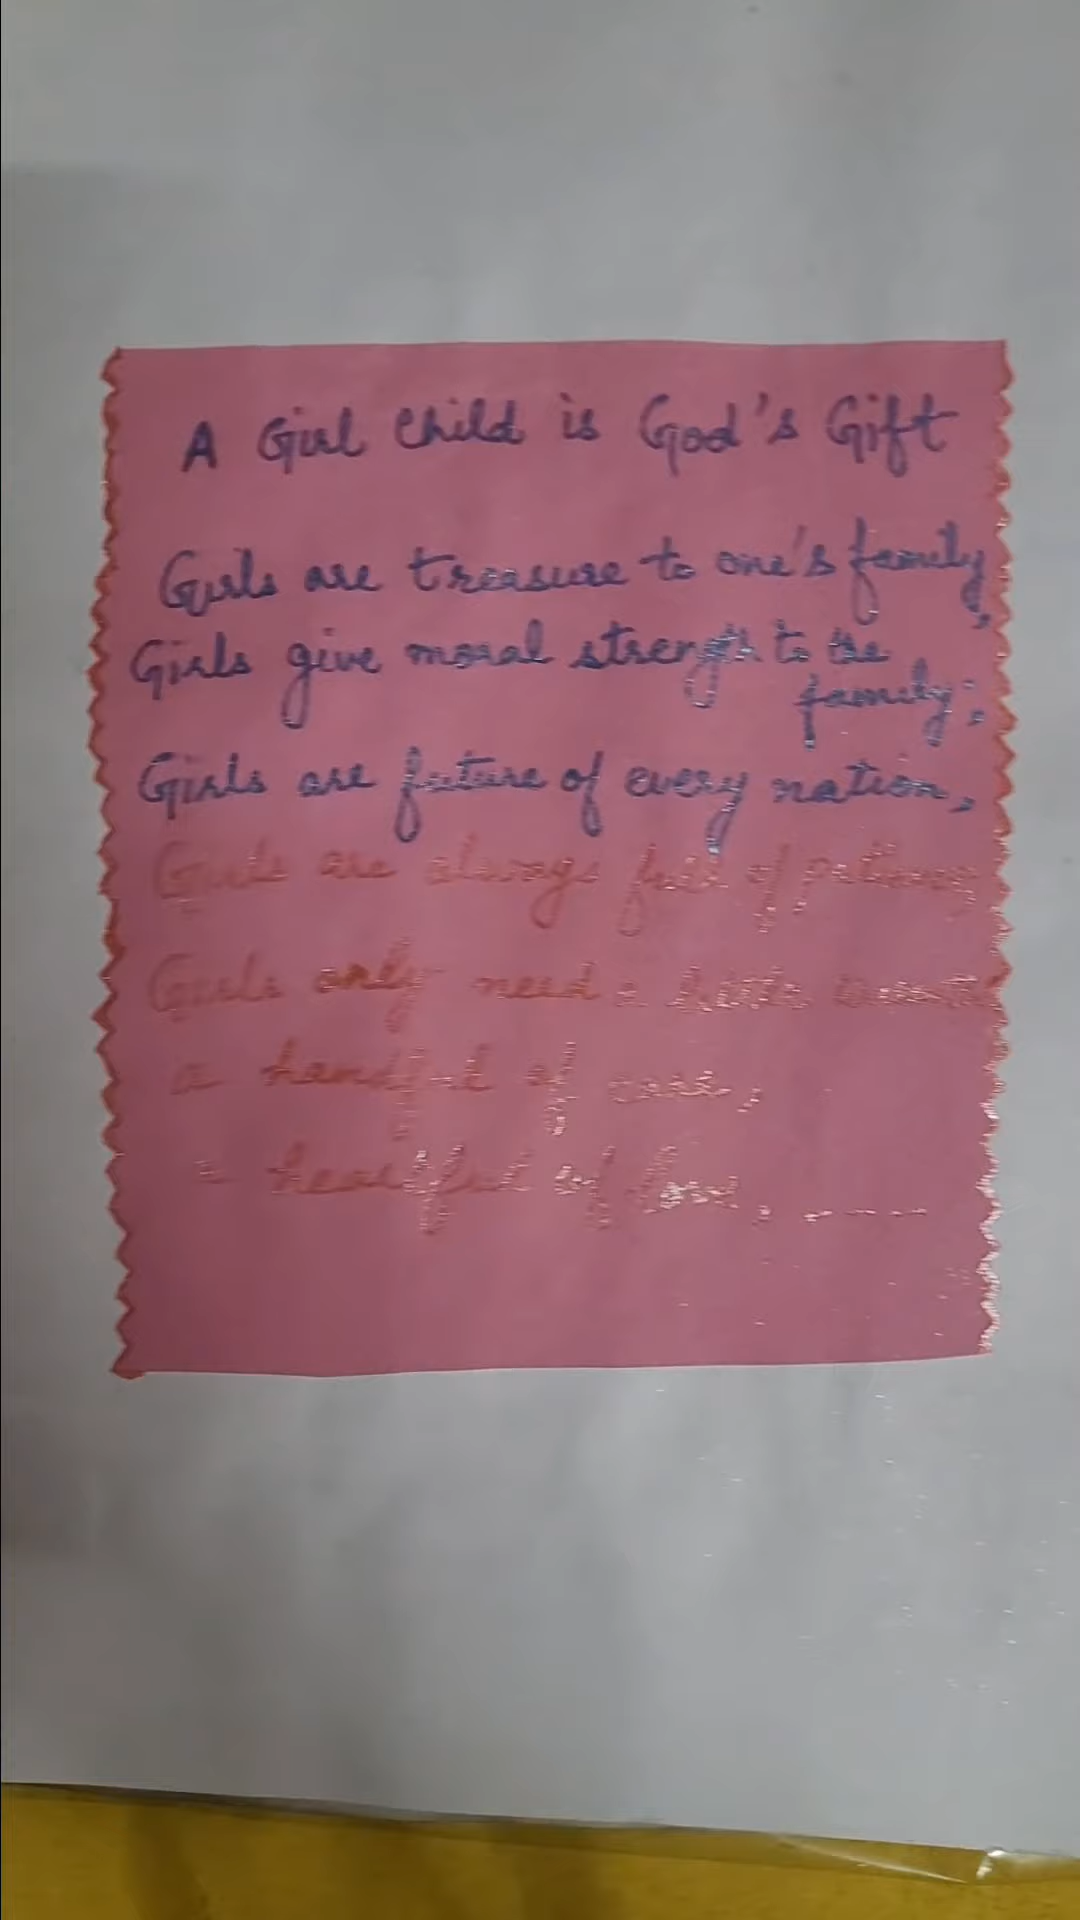 A Girl Child is God's Gift
Girls are treasure to one's family,
Girls give moral strength to the
family;
Girls are future of every nation,
Girls are always full of
Girls only need a little
a handful of care,
a heartful of love, ----